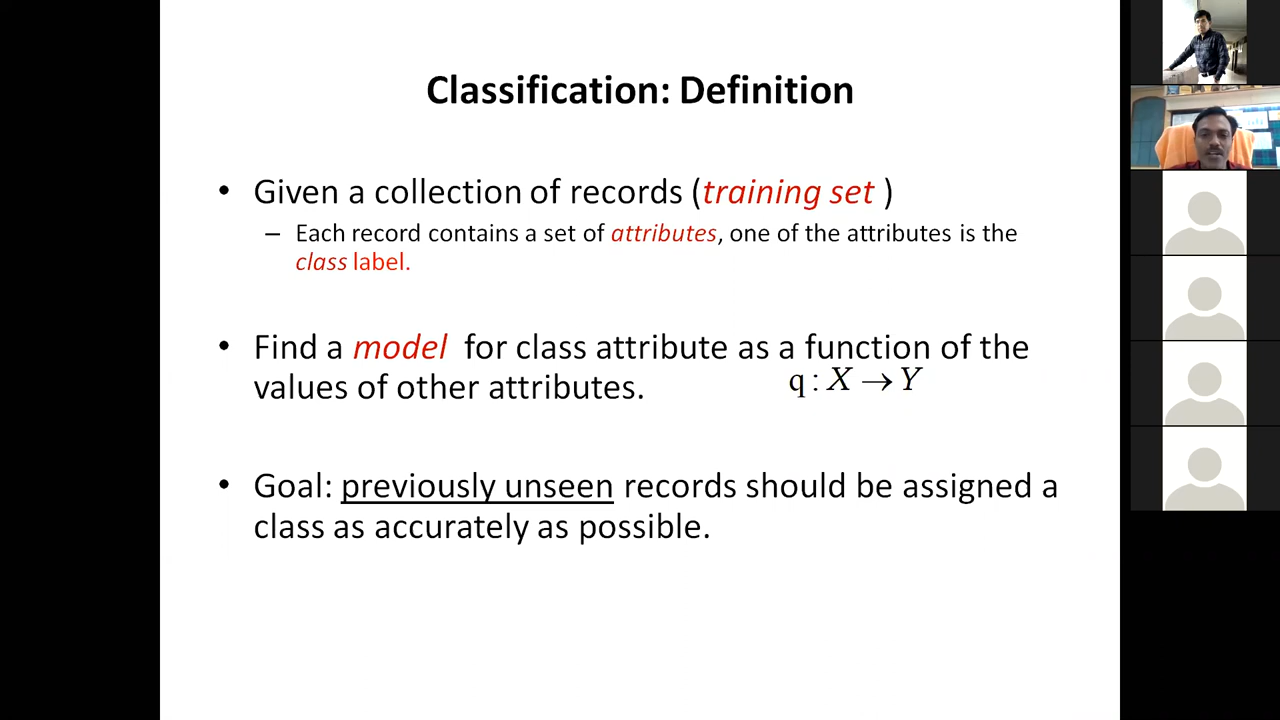 Classification: Definition
• Given a collection of records (training set )
– Each record contains a set of attributes, one of the attributes is the
class label.
• Find a model for class attribute as a function of the
values of other attributes.
q : X → Y
• Goal: previously unseen records should be assigned a
class as accurately as possible.